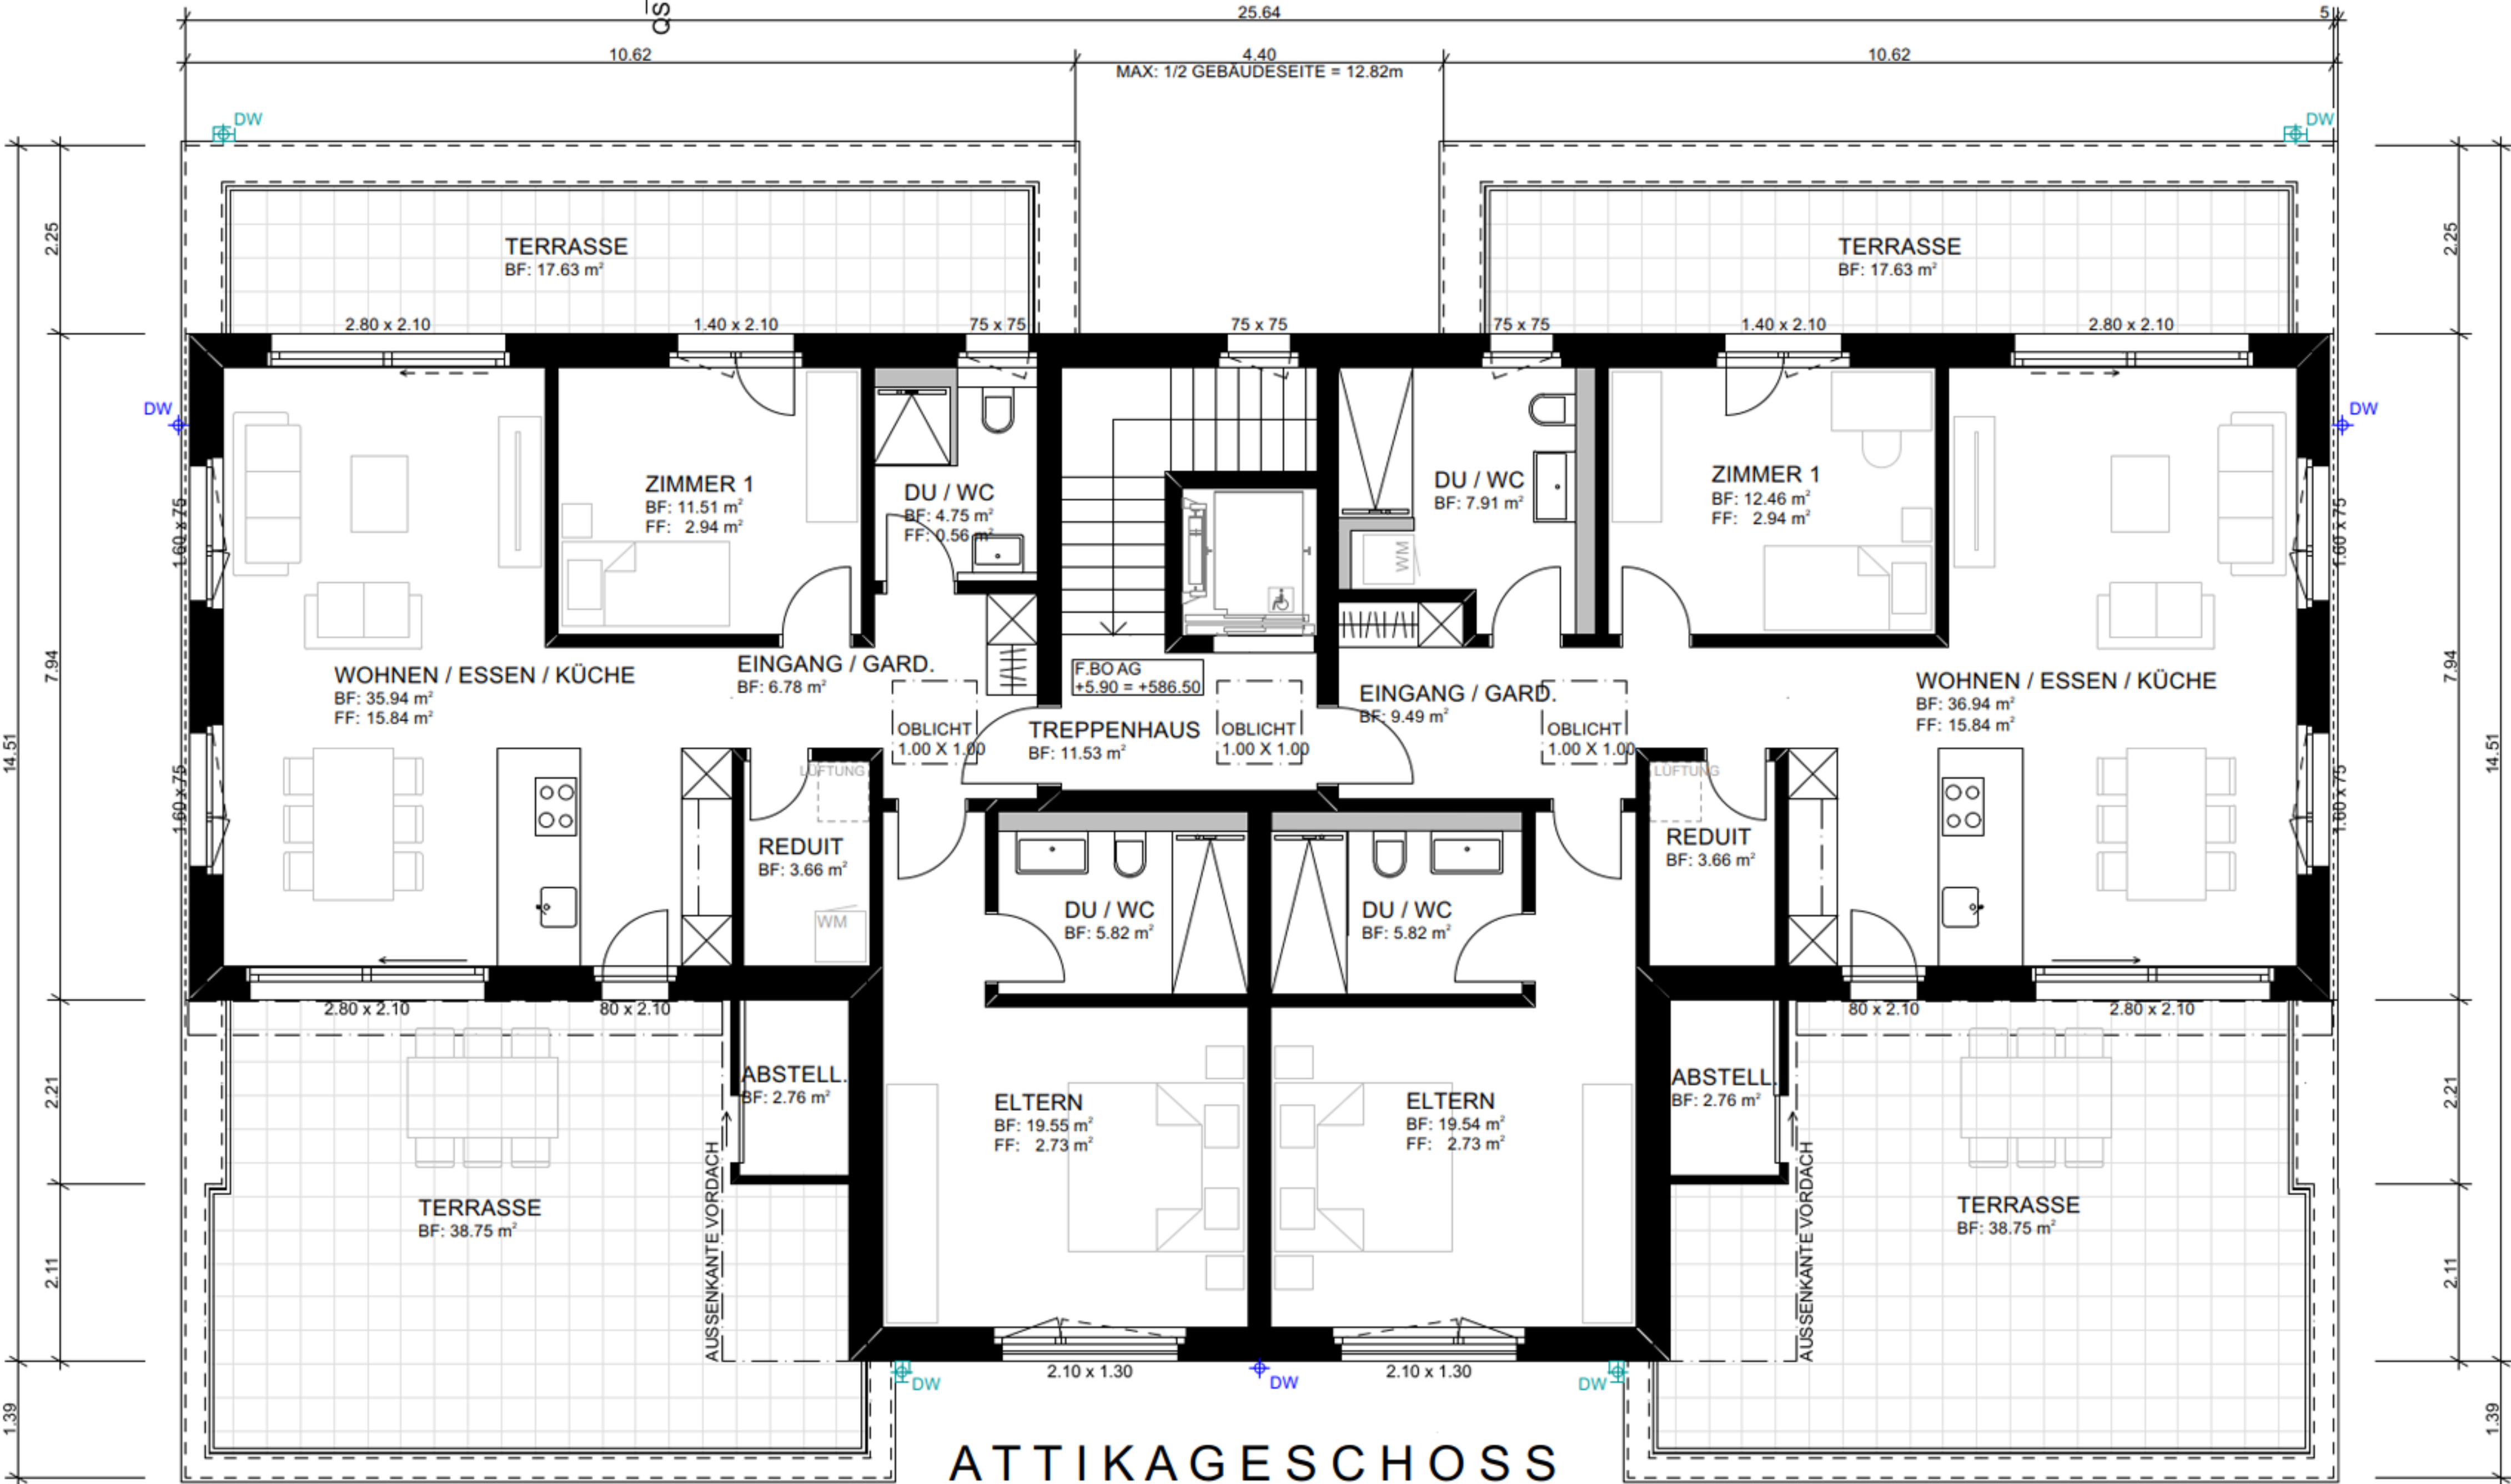 QS
25.64
5
10.62
4.40
10.62
MAX: 1/2 GEBÄUDESEITE = 12.82m
DW
DW
2.25
2.25
TERRASSE
BF: 17.63 m²
TERRASSE
BF: 17.63 m²
2.80 x 2.10
1.40 x 2.10
75 x 75
75 x 75
75 x 75
1.40 x 2.10
2.80 x 2.10
DW
DW
1.60 x 75
1.60 x 75
ZIMMER 1
BF: 11.51 m²
FF: 2.94 m²
DU / WC
BF: 4.75 m²
FF: 0.56 m²
DU / WC
BF: 7.91 m²
WM
ZIMMER 1
BF: 12.46 m²
FF: 2.94 m²
7.94
7.94
14.51
14.51
WOHNEN / ESSEN / KÜCHE
BF: 35.94 m²
FF: 15.84 m²
EINGANG / GARD.
BF: 6.78 m²
F.BO AG
+5.90 = +586.50
EINGANG / GARD.
BF: 9.49 m²
WOHNEN / ESSEN / KÜCHE
BF: 36.94 m²
FF: 15.84 m²
OBLICHT
1.00 X 1.00
TREPPENHAUS
BF: 11.53 m²
OBLICHT
1.00 X 1.00
OBLICHT
1.00 X 1.00
1.60 x 75
1.60 x 75
LÜFTUNG
LÜFTUNG
REDUIT
BF: 3.66 m²
WM
REDUIT
BF: 3.66 m²
DU / WC
BF: 5.82 m²
DU / WC
BF: 5.82 m²
2.80 x 2.10
80 x 2.10
80 x 2.10
2.80 x 2.10
2.21
2.21
ABSTELL.
BF: 2.76 m²
ELTERN
BF: 19.55 m²
FF: 2.73 m²
ELTERN
BF: 19.54 m²
FF: 2.73 m²
ABSTELL.
BF: 2.76 m²
TERRASSE
BF: 38.75 m²
AUSSENKANTE VORDACH
AUSSENKANTE VORDACH
TERRASSE
BF: 38.75 m²
2.11
2.11
2.10 x 1.30
2.10 x 1.30
DW
DW
DW
1.39
1.39
ATTIKAGESCHOSS